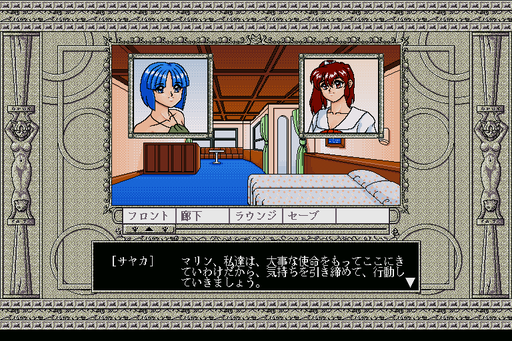 フロント 廊下 ラウンジ セーブ
［サヤカ］ マリン、私達は、大事な使命をもってここにき
ていわけだから、気持ちを引き締めて、行動し
ていきましょう。